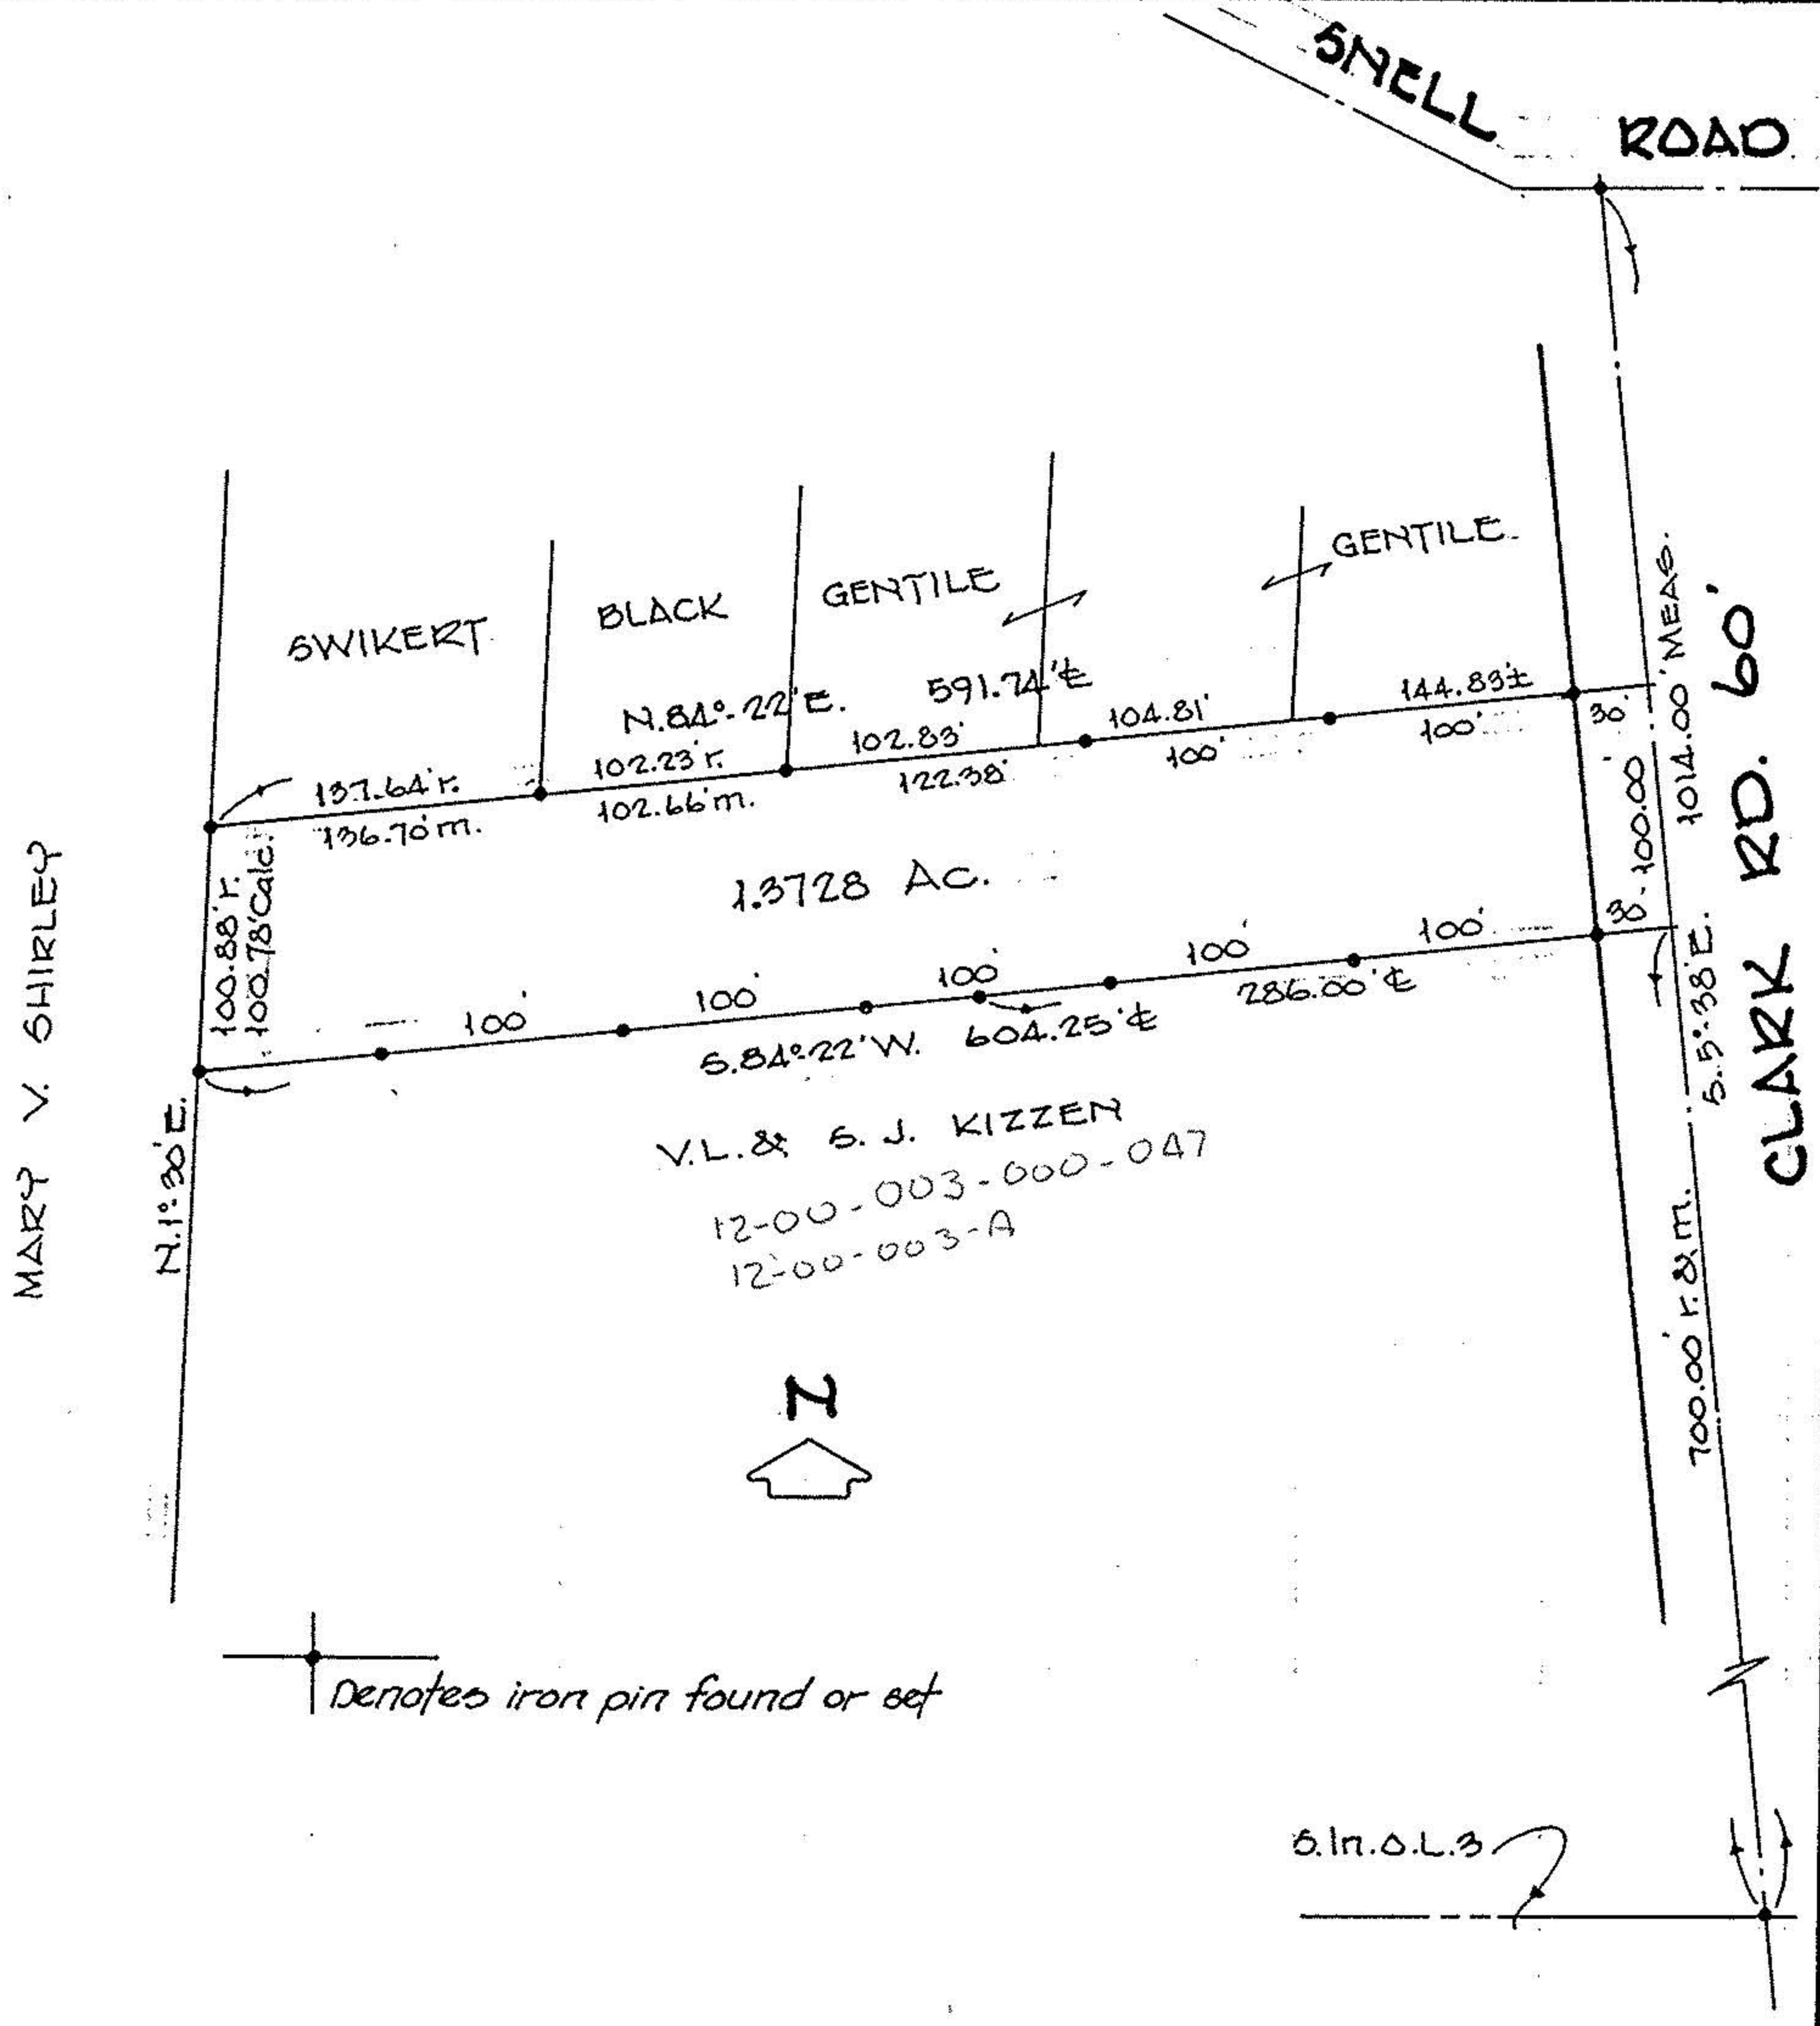 SNELL ROAD
SWIKERT
BLACK
GENTILE
GENTILE
N.84°-22'E. 591.74'℄
137.64'r.
102.23'r.
102.83'
104.81'
144.83'±
30'
136.70'm.
102.66'm.
122.38'
100'
100'
100.88'r.
100.78'Calc.
1.3728 AC.
100.00'
1014.00' MEAS.
CLARK RD. 60'
100'
100'
100'
100'
100'
30'
S.84°-22'W. 604.25'℄
286.00'℄
S.5°-38'E.
MARY V. SHIRLEY
N.1°-30'E.
V.L. & S. J. KIZZEN
12-00-003-000-047
12-00-003-A
700.00' r. & m.
N
Denotes iron pin found or set
S.ln.O.L.3